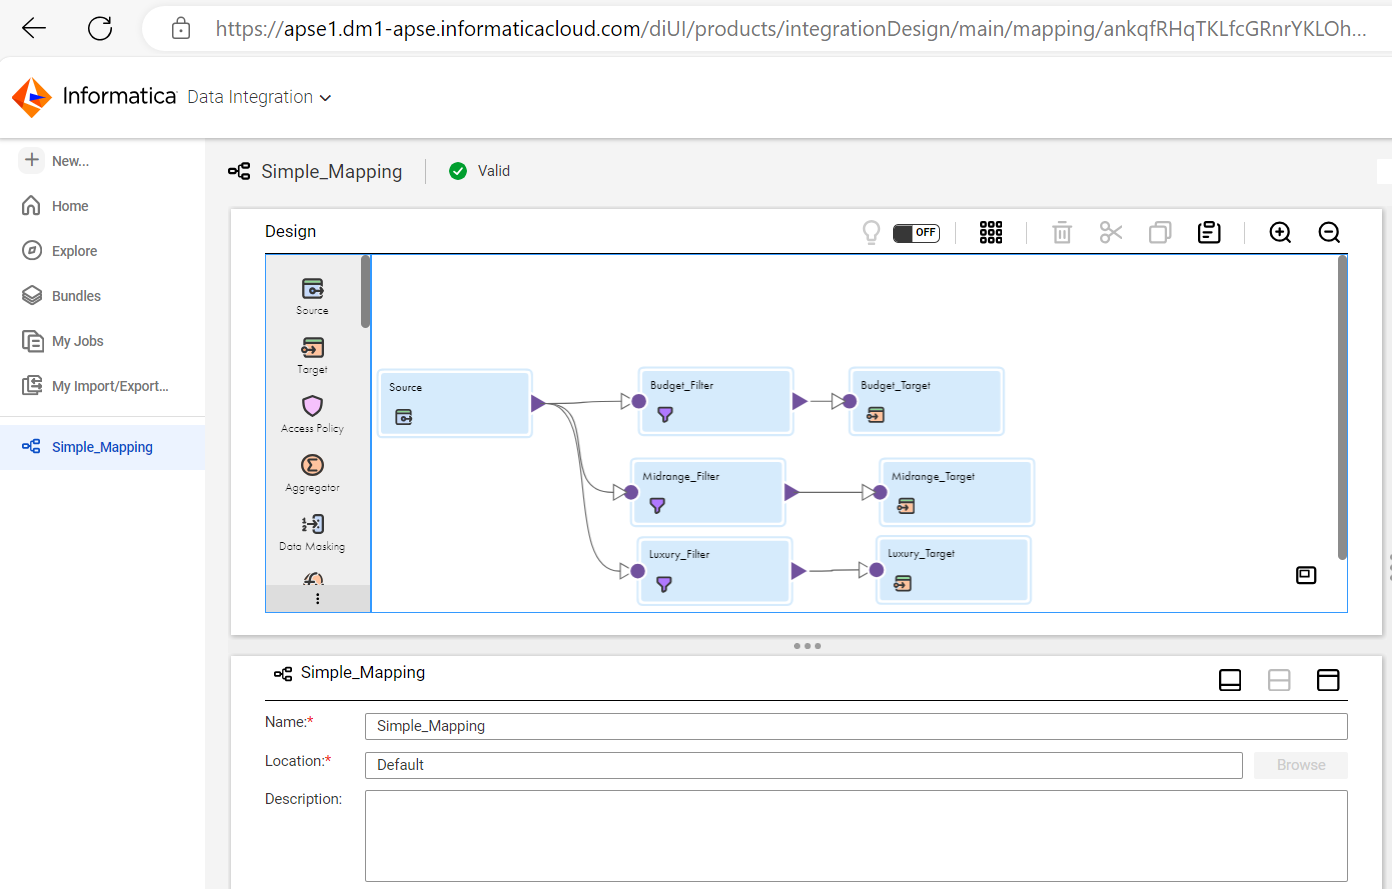 https://apse1.dm1-apse.informaticacloud.com/diUI/products/integrationDesign/main/mapping/ankqfRHqTKLfcGRnrYKLOh...
Informatica Data Integration
New...
Home
Explore
Bundles
My Jobs
My Import/Export...
Simple_Mapping
Simple_Mapping Valid
Design OFF
Source
Target
Access Policy
Aggregator
1 2 Data Masking
Source
Budget_Filter
Budget_Target
Midrange_Filter
Midrange_Target
Luxury_Filter
Luxury_Target
Simple_Mapping
Name:* Simple_Mapping
Location:* Default Browse
Description: